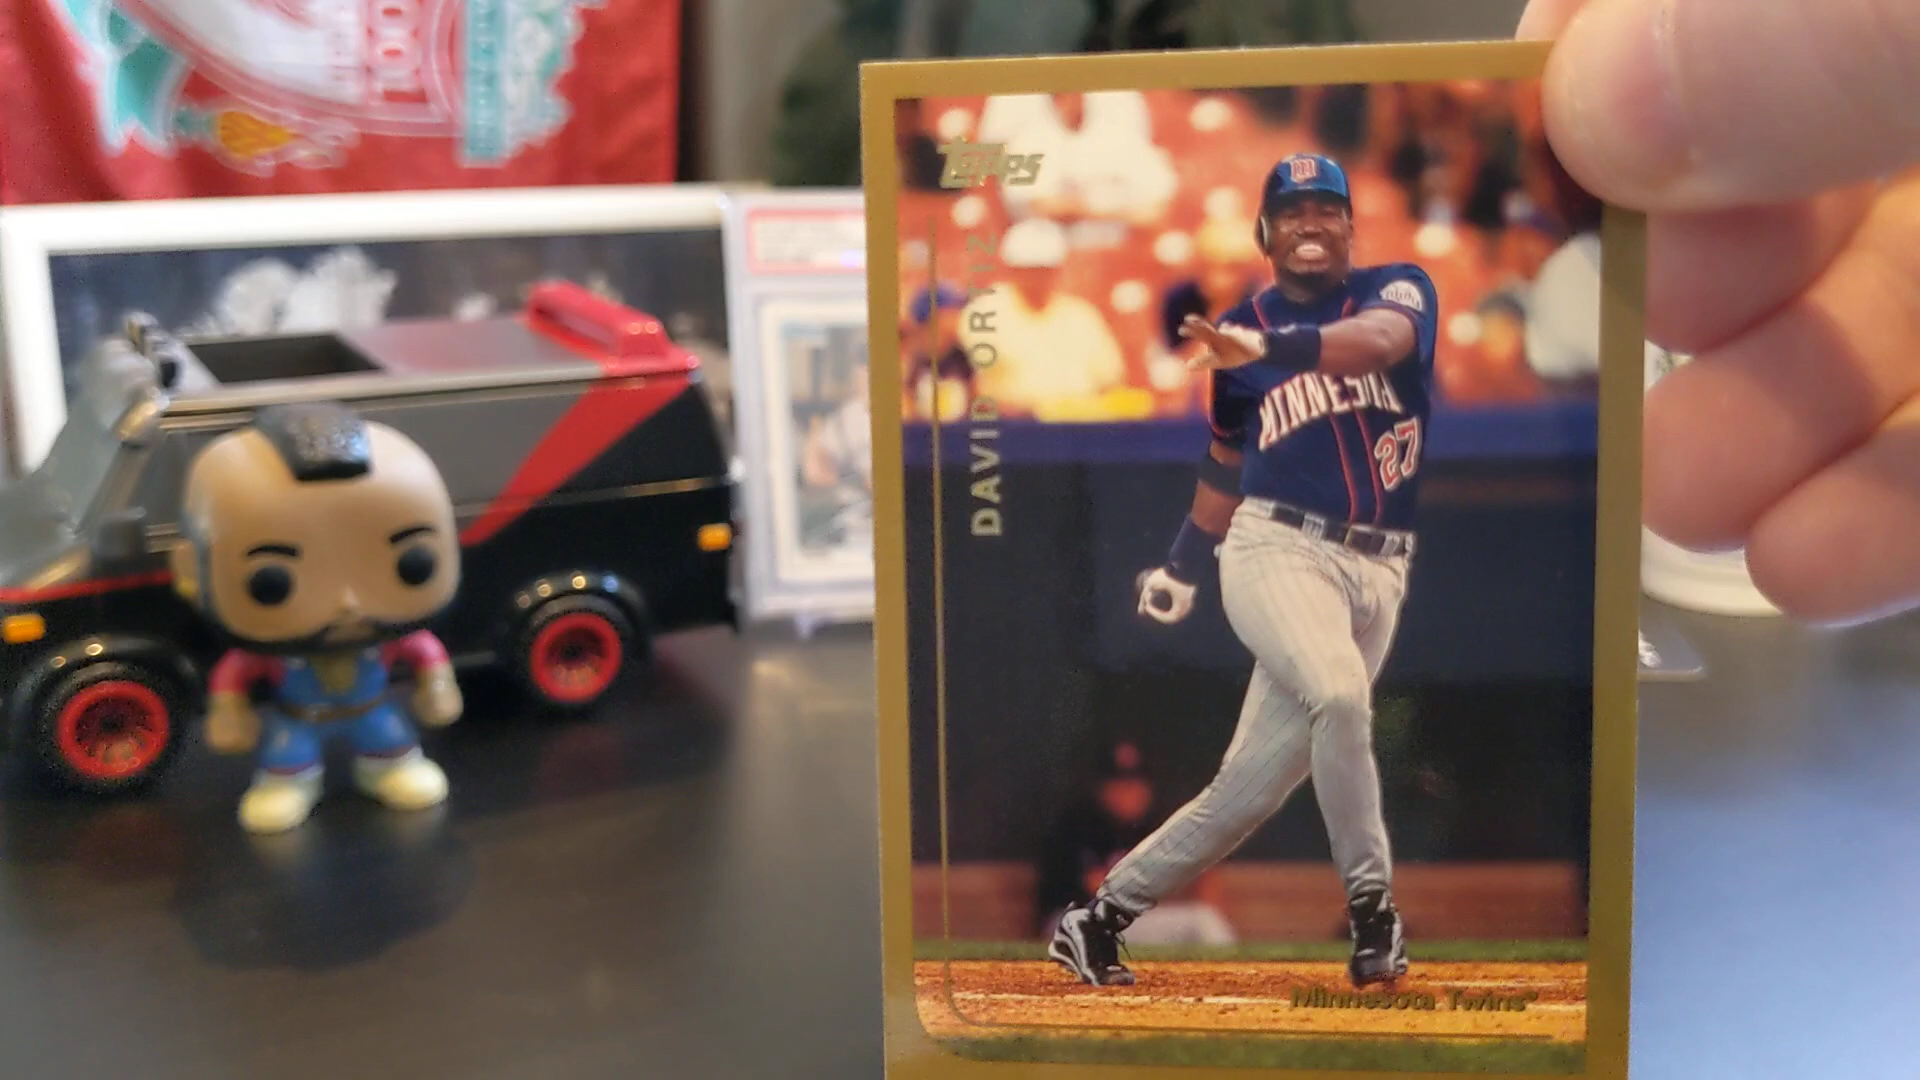 Topps
DAVID ORTIZ
MINNESOTA
27
Minnesota Twins